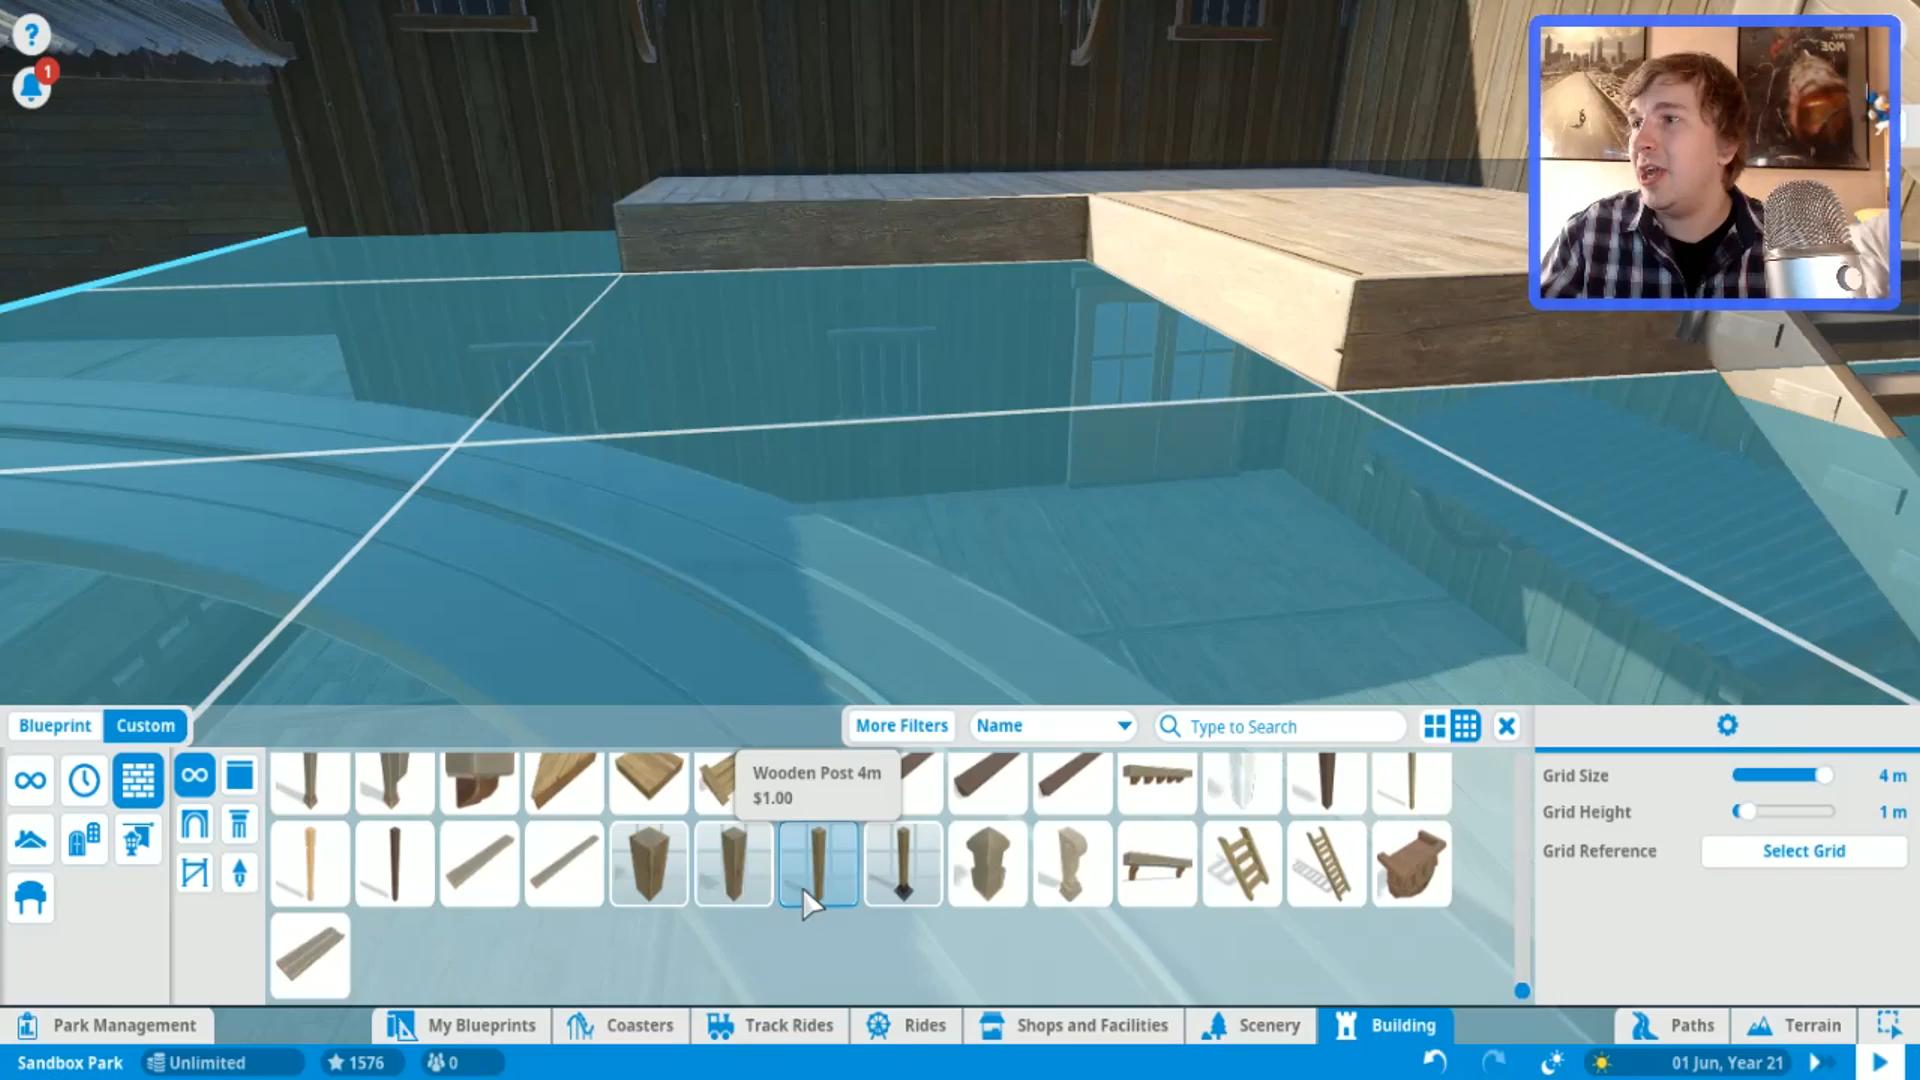 ?
1
MOE
Blueprint
Custom
More Filters
Name
Type to Search
Wooden Post 4m
$1.00
Grid Size
4 m
Grid Height
1 m
Grid Reference
Select Grid
Park Management
My Blueprints
Coasters
Track Rides
Rides
Shops and Facilities
Scenery
Building
Paths
Terrain
Sandbox Park
Unlimited
1576
0
01 Jun, Year 21